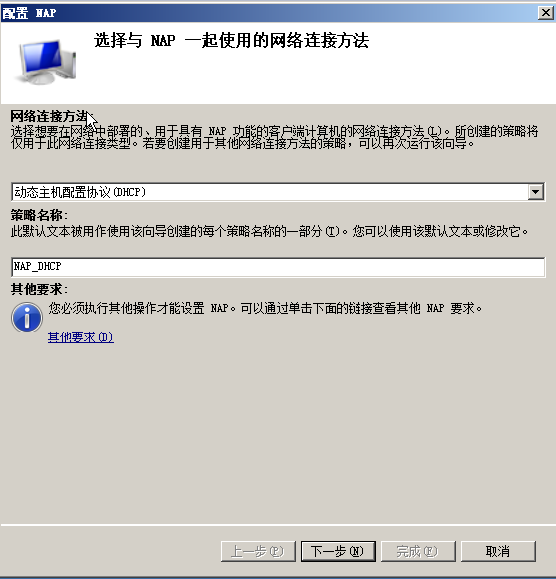 配置 NAP
选择与 NAP 一起使用的网络连接方法
网络连接方法:
选择想要在网络中部署的、用于具有 NAP 功能的客户端计算机的网络连接方法(L)。所创建的策略将
仅用于此网络连接类型。若要创建用于其他网络连接方法的策略，可以再次运行该向导。
动态主机配置协议(DHCP)
策略名称:
此默认文本被用作使用该向导创建的每个策略名称的一部分(I)。您可以使用该默认文本或修改它。
NAP_DHCP
其他要求:
您必须执行其他操作才能设置 NAP。可以通过单击下面的链接查看其他 NAP 要求。
其他要求(D)
上一步(P) 下一步(N) 完成(F) 取消